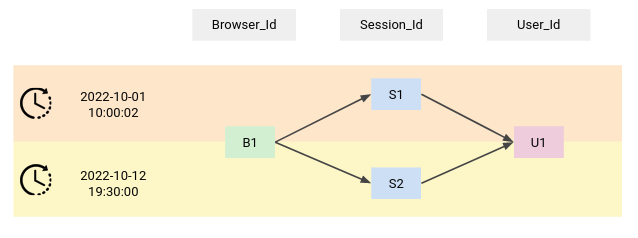 Browser_Id
Session_Id
User_Id
2022-10-01
10:00:02
S1
B1
U1
2022-10-12
19:30:00
S2